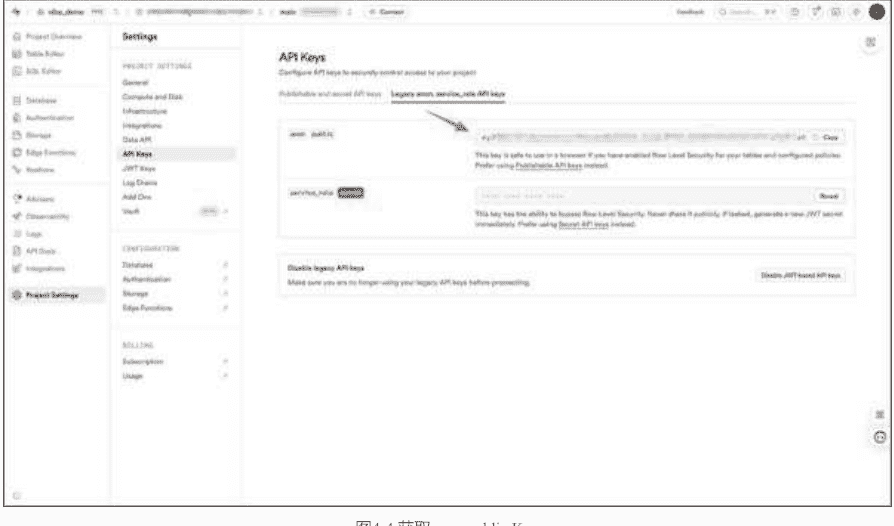 main
Connect
Feedback
Project Overview
Table Editor
SQL Editor
Database
Authentication
Storage
Edge Functions
Realtime
Advisors
Observability
Logs
API Docs
Integrations
Project Settings
Settings
PROJECT SETTINGS
General
Compute and Disk
Infrastructure
Integrations
Data API
API Keys
JWT Keys
Log Drains
Add Ons
Vault
CONFIGURATION
Database
Authentication
Storage
Edge Functions
BILLING
Subscription
Usage
API Keys
Configure API keys to securely control access to your project
Publishable and secret API keys Legacy anon, service_role API keys
anon public
Copy
This key is safe to use in a browser if you have enabled Row Level Security for your tables and configured policies.
Prefer using Publishable API keys instead.
service_role
Reveal
This key has the ability to bypass Row Level Security. Never share it publicly. If leaked, generate a new JWT secret
immediately. Prefer using Secret API keys instead.
Disable legacy API keys
Make sure you are no longer using your legacy API keys before proceeding.
Disable JWT-based API keys